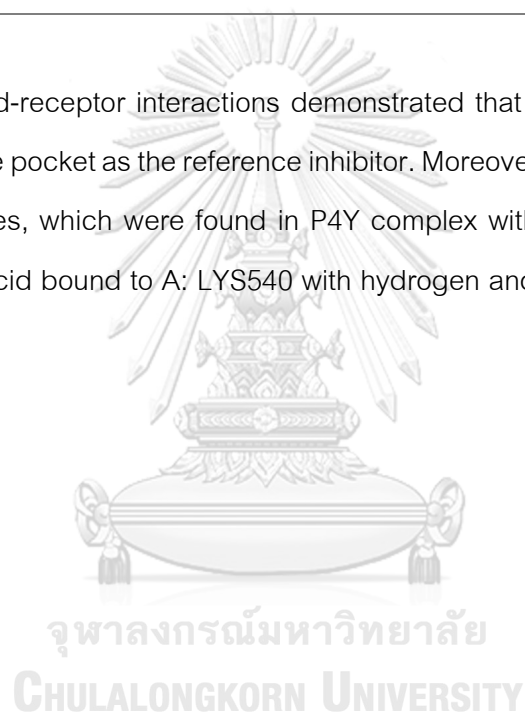 d-receptor interactions demonstrated that
e pocket as the reference inhibitor. Moreove
es, which were found in P4Y complex with
cid bound to A: LYS540 with hydrogen and
จุฬาลงกรณ์มหาวิทยาลัย
CHULALONGKORN UNIVERSITY